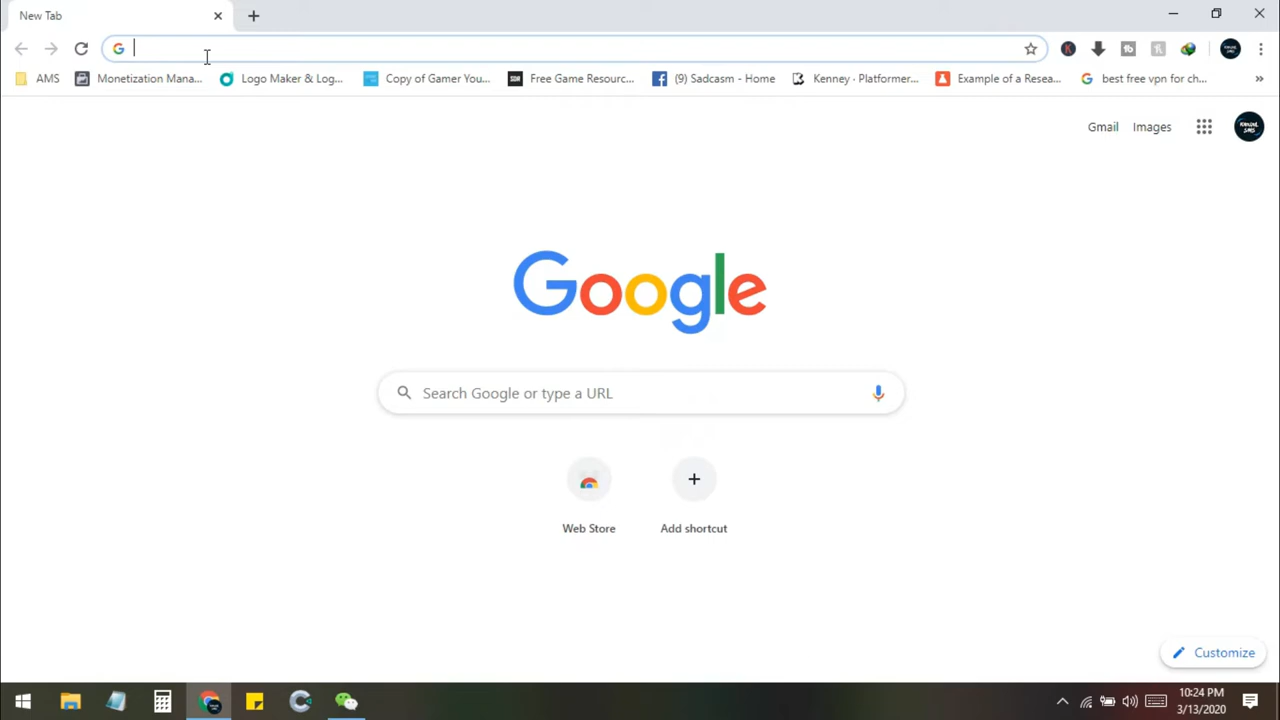 New Tab
AMS
Monetization Mana...
Logo Maker & Log...
Copy of Gamer You...
Free Game Resourc...
(9) Sadcasm - Home
Kenney · Platformer...
Example of a Resea...
best free vpn for ch...
»
Gmail
Images
Google
Search Google or type a URL
Web Store
Add shortcut
Customize
10:24 PM
3/13/2020